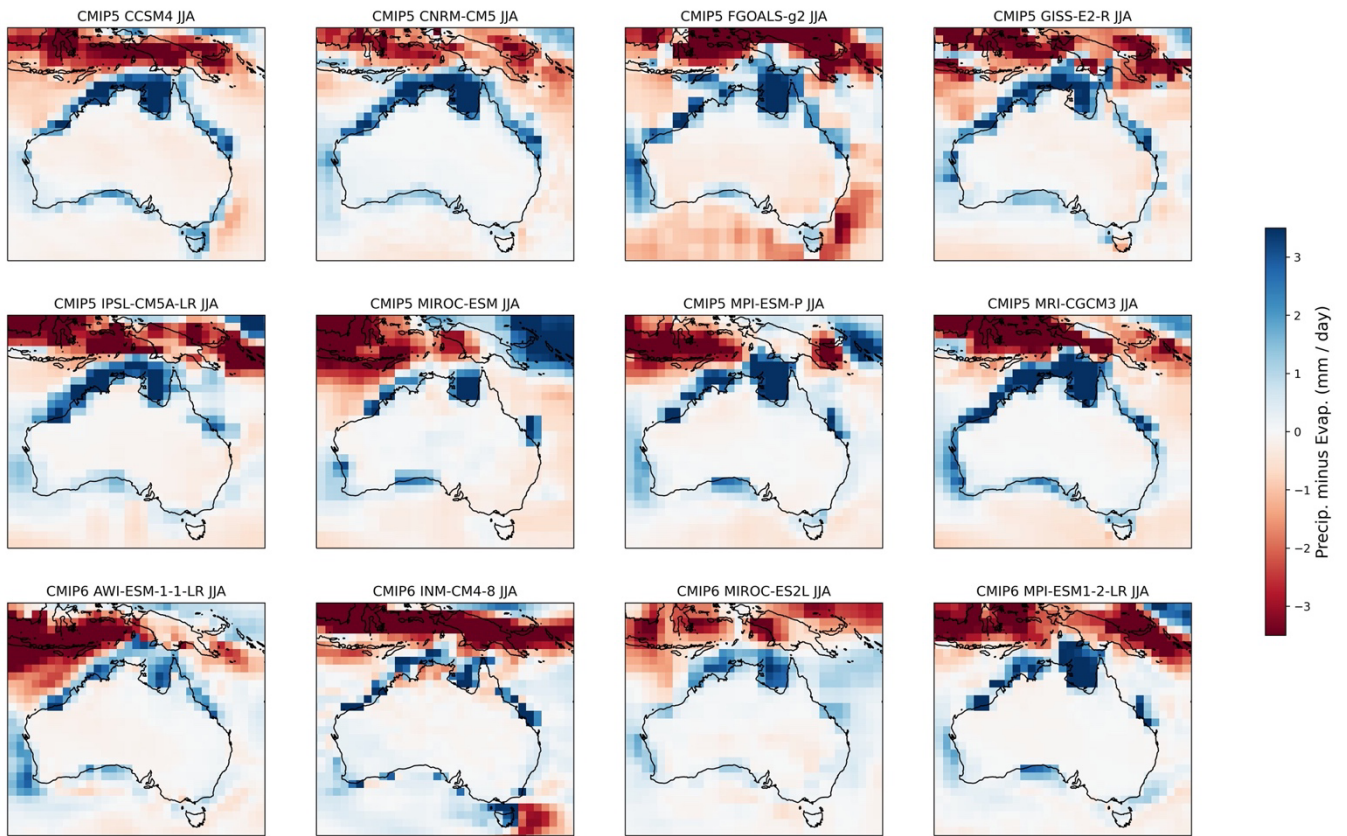 CMIP5 CCSM4 JJA
CMIP5 CNRM-CM5 JJA
CMIP5 FGOALS-g2 JJA
CMIP5 GISS-E2-R JJA
CMIP5 IPSL-CM5A-LR JJA
CMIP5 MIROC-ESM JJA
CMIP5 MPI-ESM-P JJA
CMIP5 MRI-CGCM3 JJA
CMIP6 AWI-ESM-1-1-LR JJA
CMIP6 INM-CM4-8 JJA
CMIP6 MIROC-ES2L JJA
CMIP6 MPI-ESM1-2-LR JJA
3
2
1
0
−1
−2
−3
Precip. minus Evap. (mm / day)